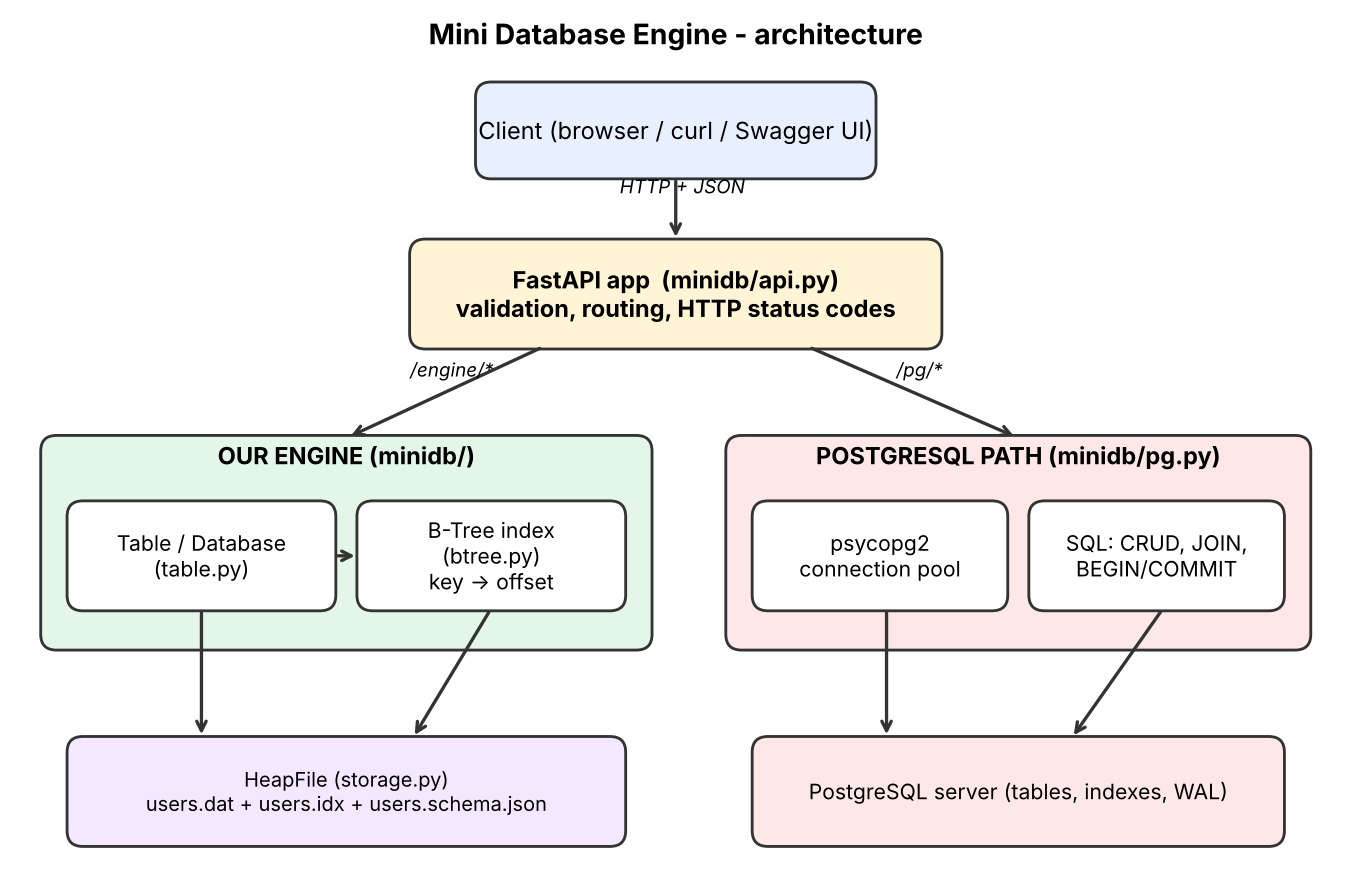 Mini Database Engine - architecture
Client (browser / curl / Swagger UI)
HTTP + JSON
FastAPI app  (minidb/api.py)
validation, routing, HTTP status codes
/engine/*
/pg/*
OUR ENGINE (minidb/)
Table / Database
(table.py)
B-Tree index
(btree.py)
key → offset
POSTGRESQL PATH (minidb/pg.py)
psycopg2
connection pool
SQL: CRUD, JOIN,
BEGIN/COMMIT
HeapFile (storage.py)
users.dat + users.idx + users.schema.json
PostgreSQL server (tables, indexes, WAL)